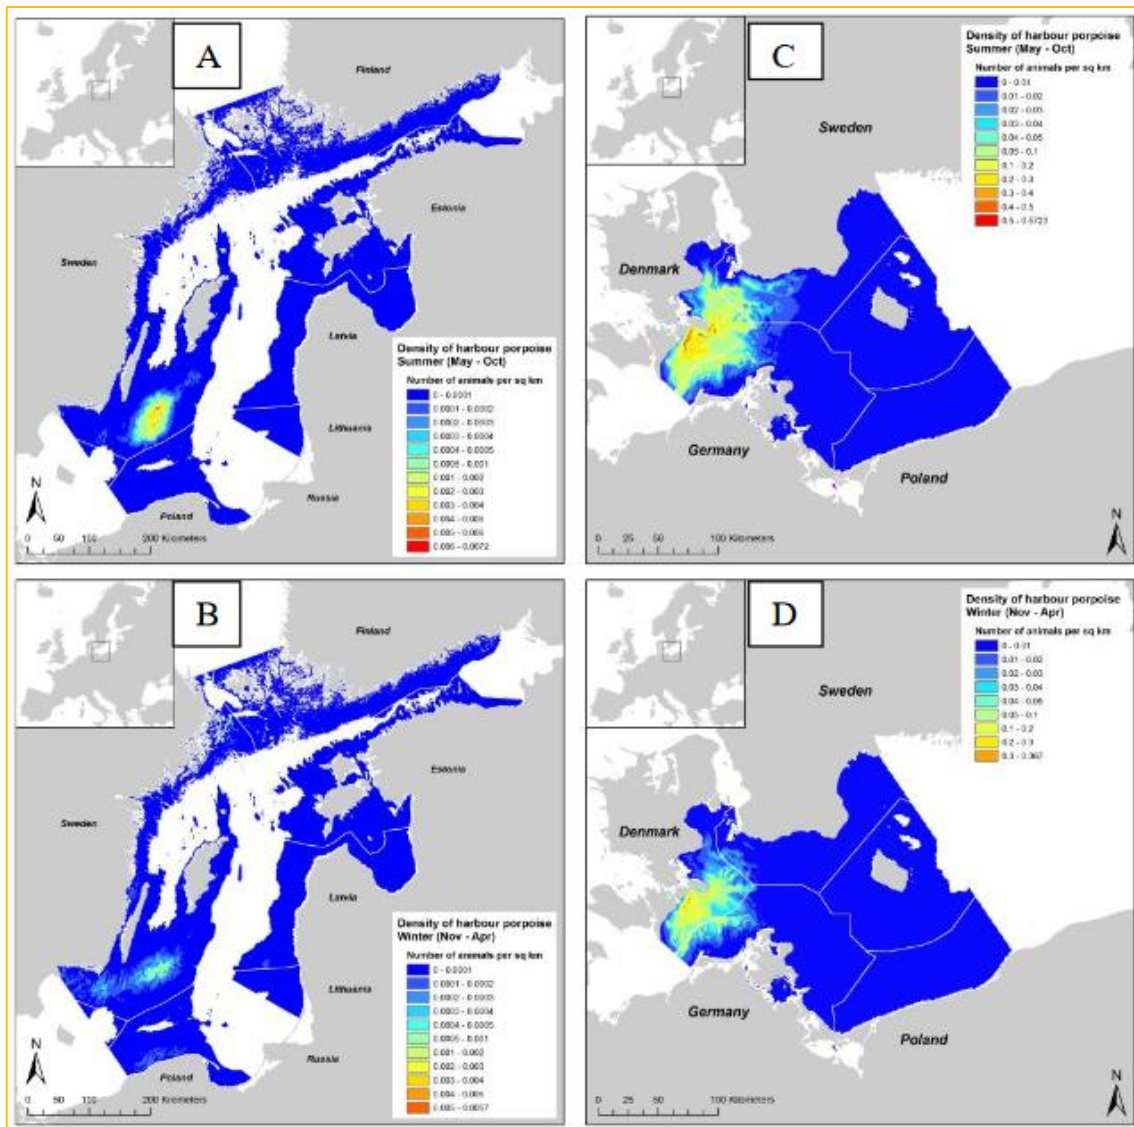 A
Finland
Sweden
Estonia
Latvia
Lithuania
Russia
Poland
N
0 50 100 200 Kilometers
Density of harbour porpoise
Summer (May - Oct)
Number of animals per sq km
0 - 0.0001
0.0001 - 0.0002
0.0002 - 0.0003
0.0003 - 0.0004
0.0004 - 0.0005
0.0005 - 0.001
0.001 - 0.002
0.002 - 0.003
0.003 - 0.004
0.004 - 0.005
0.005 - 0.006
0.006 - 0.0072
C
Density of harbour porpoise
Summer (May - Oct)
Number of animals per sq km
0 - 0.01
0.01 - 0.02
0.02 - 0.03
0.03 - 0.04
0.04 - 0.05
0.05 - 0.1
0.1 - 0.2
0.2 - 0.3
0.3 - 0.4
0.4 - 0.5
Sweden
Denmark
Germany
Poland
N
0 25 50 100 Kilometers
B
Finland
Sweden
Estonia
Latvia
Lithuania
Russia
Poland
N
0 50 100 200 Kilometers
Density of harbour porpoise
Winter (Nov - Apr)
Number of animals per sq km
0 - 0.0001
0.0001 - 0.0002
0.0002 - 0.0003
0.0003 - 0.0004
0.0004 - 0.0005
0.0005 - 0.001
0.001 - 0.002
0.002 - 0.003
0.003 - 0.004
0.004 - 0.005
0.005 - 0.0057
D
Density of harbour porpoise
Winter (Nov - Apr)
Number of animals per sq km
0 - 0.01
0.01 - 0.02
0.02 - 0.03
0.03 - 0.04
0.04 - 0.05
0.05 - 0.1
0.1 - 0.2
0.2 - 0.3
0.3 - 0.367
Sweden
Denmark
Germany
Poland
N
0 25 50 100 Kilometers